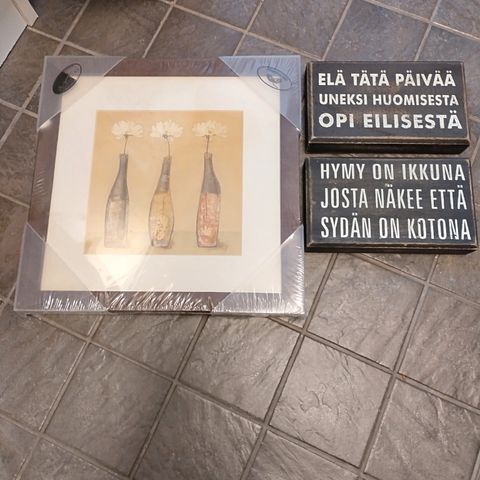 ELÄ TÄTÄ PÄIVÄÄ
UNEKSI HUOMISESTA
OPI EILISESTÄ
HYMY ON IKKUNA
JOSTA NÄKEE ETTÄ
SYDÄN ON KOTONA